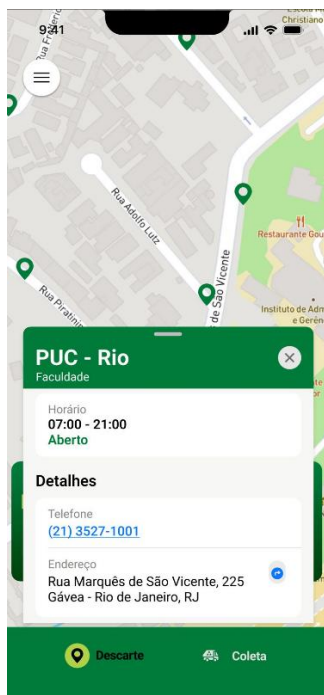 9:41
Christiano
Rua Adolfo Lutz
Restaurante Gou
de São Vicente
Rua Piratinin
Instituto de Adm
e Gerên
PUC - Rio
Faculdade
Horário
07:00 - 21:00
Aberto
Detalhes
Telefone
(21) 3527-1001
Endereço
Rua Marquês de São Vicente, 225
Gávea - Rio de Janeiro, RJ
Descarte
Coleta